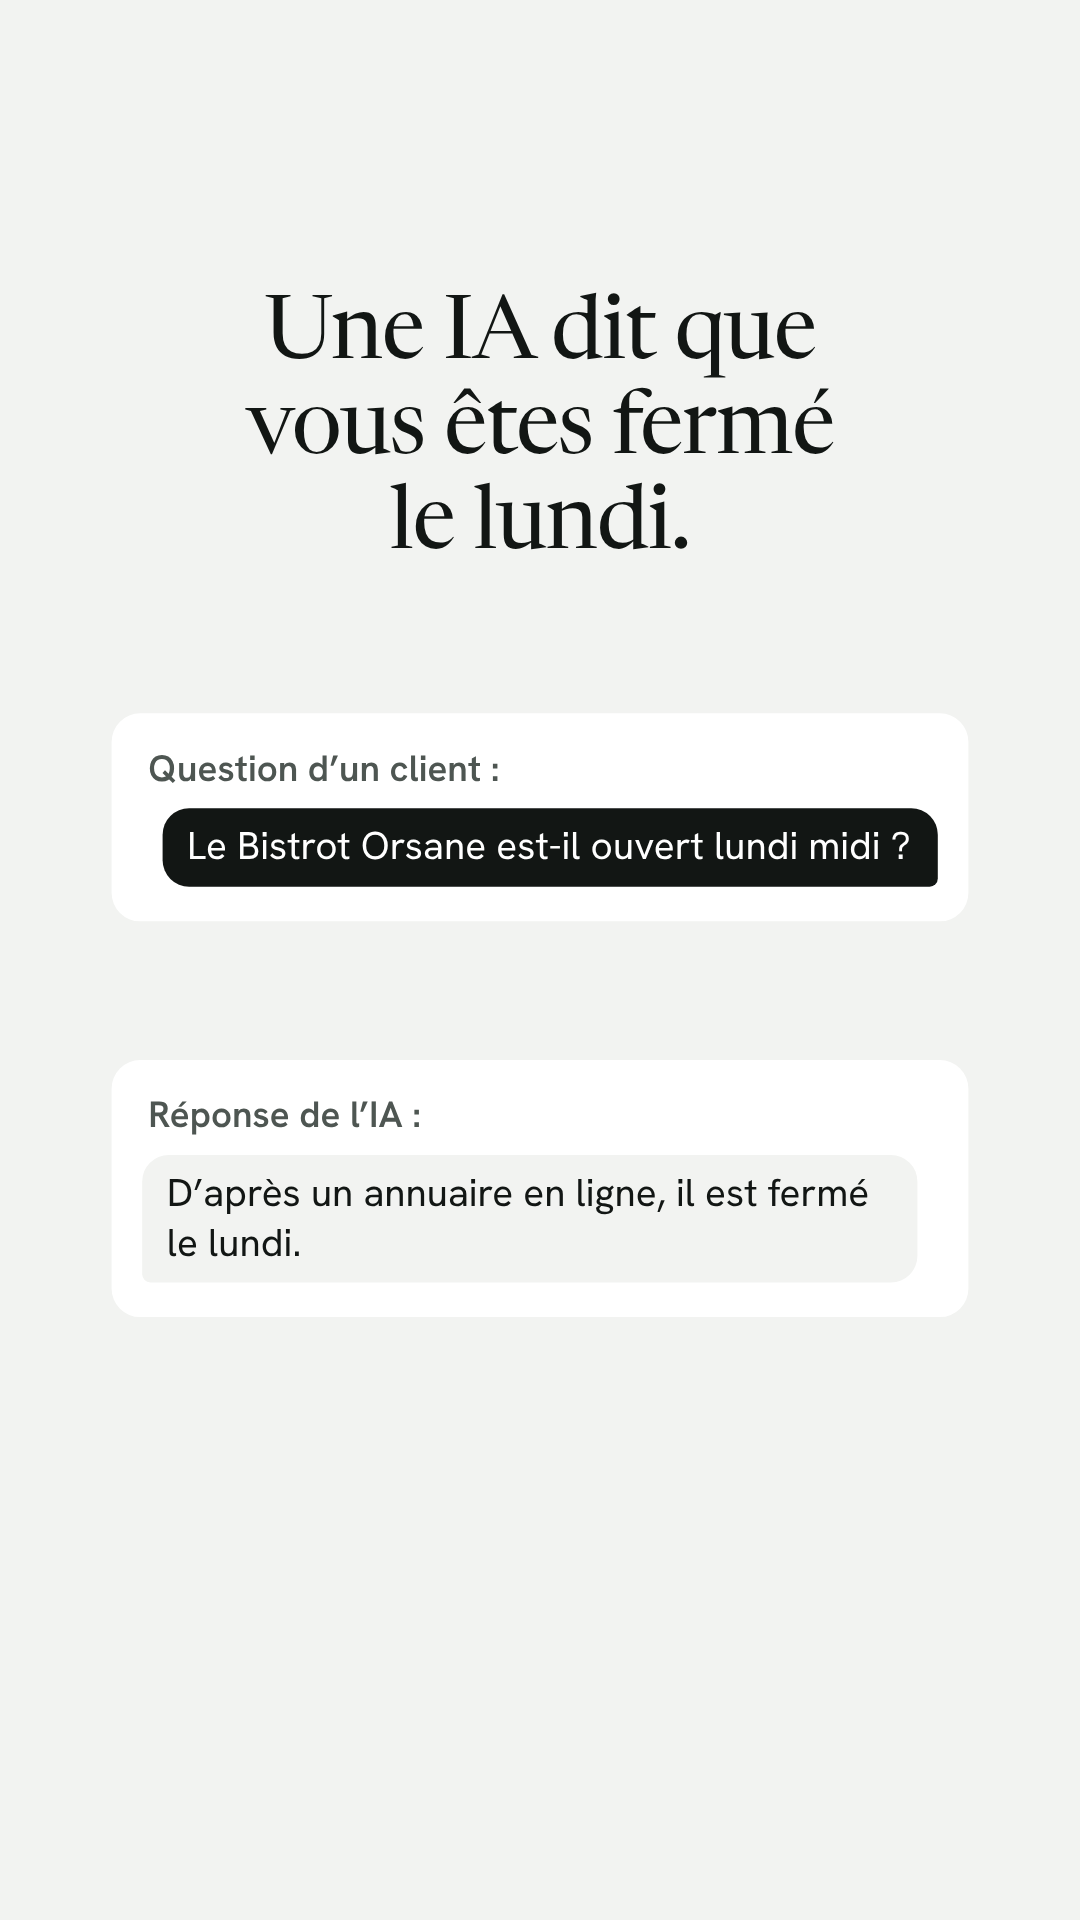 Une IA dit que
vous êtes fermé
le lundi.
Question d’un client :
Le Bistrot Orsane est-il ouvert lundi midi ?
Réponse de l’IA :
D’après un annuaire en ligne, il est fermé
le lundi.